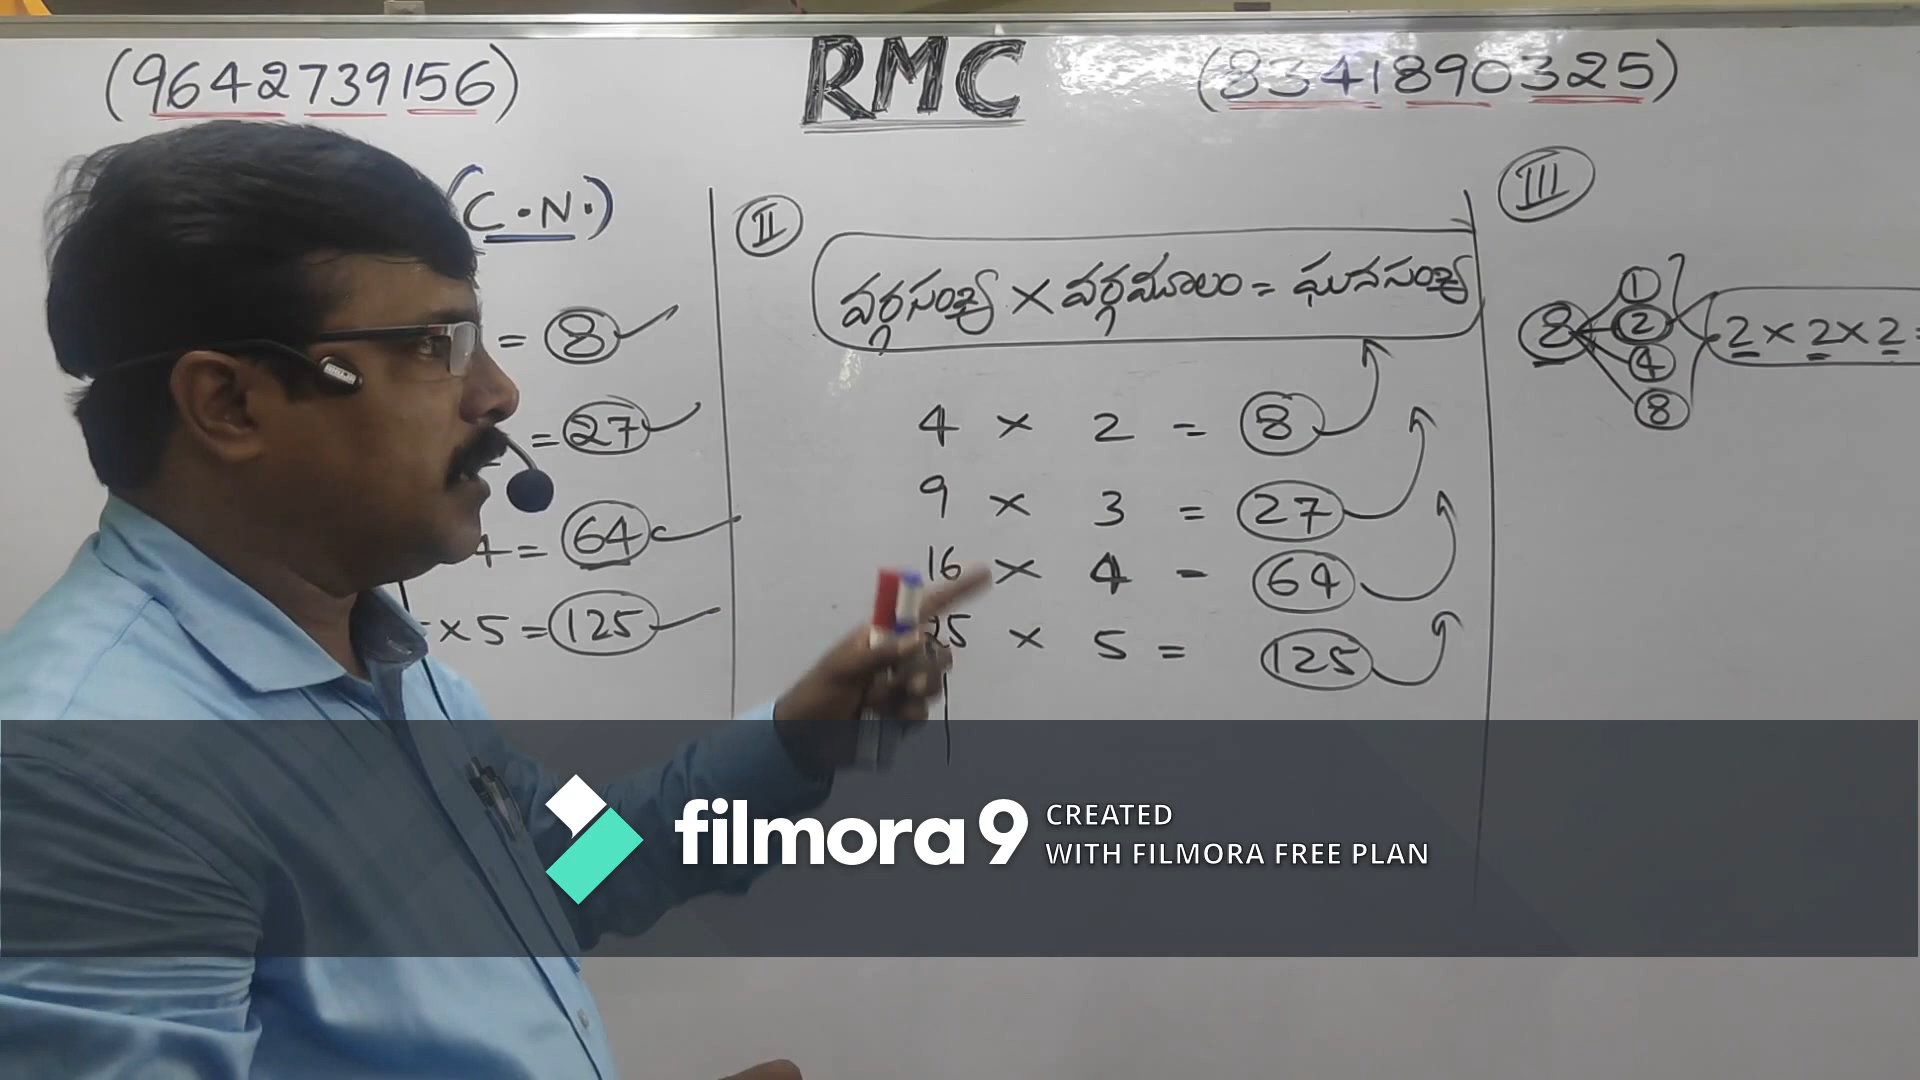 (9642739156)
RMC
(8341890325)
(C.N.)
= 8
= 27
4 = 64
× 5 = 125
II
వర్గసంఖ్య × వర్గమూలం = ఘనసంఖ్య
4 × 2 = 8
9 × 3 = 27
16 × 4 = 64
25 × 5 = 125
III
8
1
2
4
8
2 × 2 × 2 =
filmora 9
CREATED
WITH FILMORA FREE PLAN